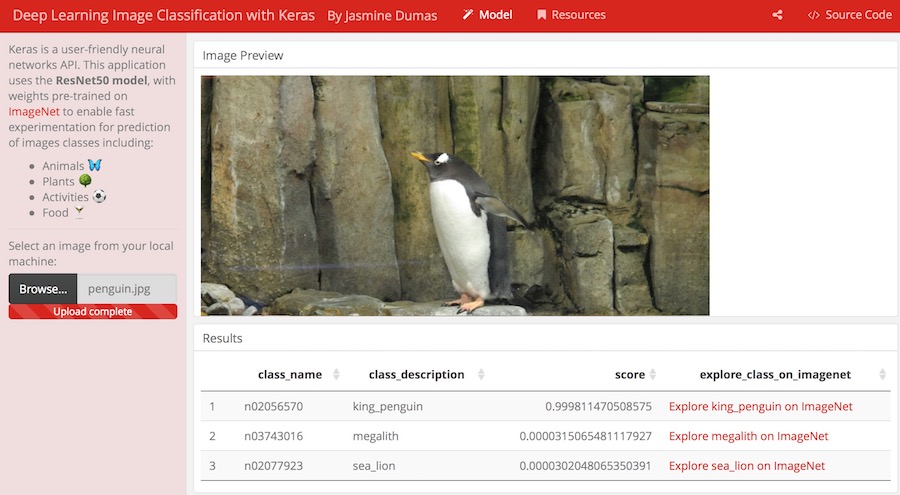 Deep Learning Image Classification with Keras By Jasmine Dumas Model Resources Source Code
Keras is a user-friendly neural
networks API. This application
uses the ResNet50 model, with
weights pre-trained on
ImageNet to enable fast
experimentation for prediction
of images classes including:
Animals
Plants
Activities
Food
Select an image from your local
machine:
Browse... penguin.jpg
Upload complete
Image Preview
Results
class_name class_description score explore_class_on_imagenet
1 n02056570 king_penguin 0.999811470508575 Explore king_penguin on ImageNet
2 n03743016 megalith 0.0000315065481117927 Explore megalith on ImageNet
3 n02077923 sea_lion 0.0000302048065350391 Explore sea_lion on ImageNet